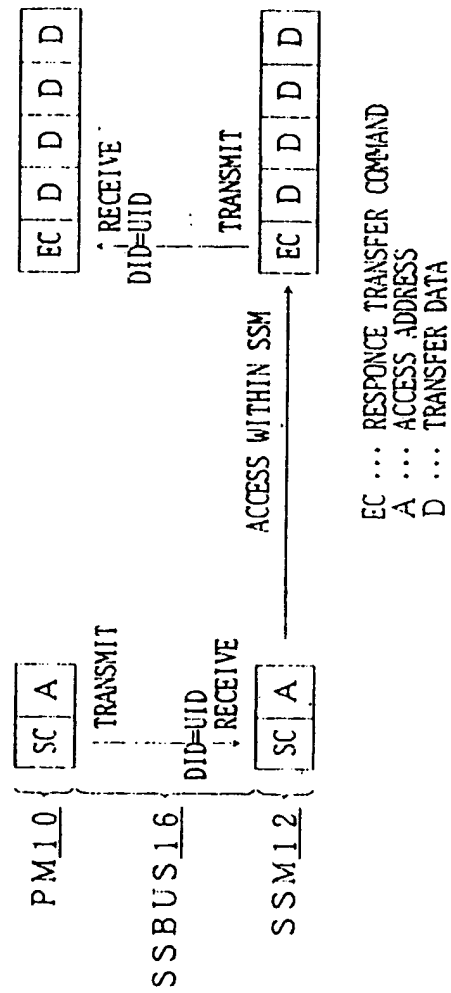 PM10
SC A
EC D D D D
SSBUS16
TRANSMIT
DID=UID
RECEIVE
RECEIVE
DID=UID
TRANSMIT
SSM12
SC A
ACCESS WITHIN SSM
EC D D D D
EC ... RESPONCE TRANSFER COMMAND
A ... ACCESS ADDRESS
D ... TRANSFER DATA